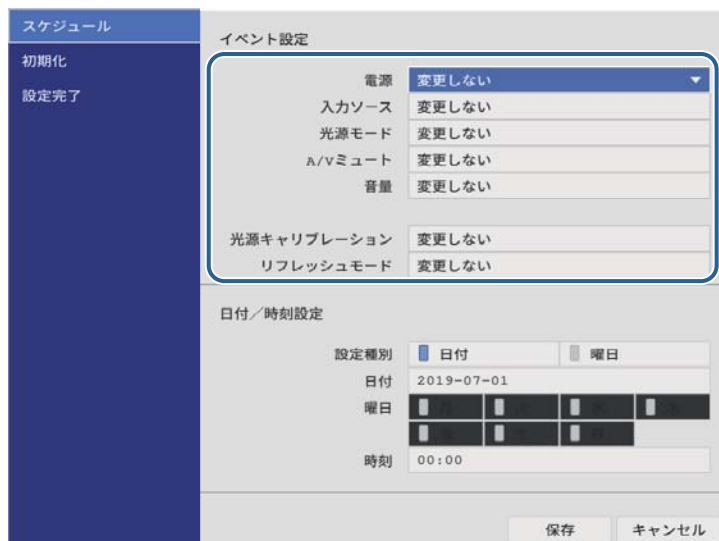 スケジュール
初期化
設定完了
イベント設定
電源 変更しない
入力ソース 変更しない
光源モード 変更しない
A/Vミュート 変更しない
音量 変更しない
光源キャリブレーション 変更しない
リフレッシュモード 変更しない
日付/時刻設定
設定種別 日付 曜日
日付 2019-07-01
曜日
時刻 00:00
保存 キャンセル